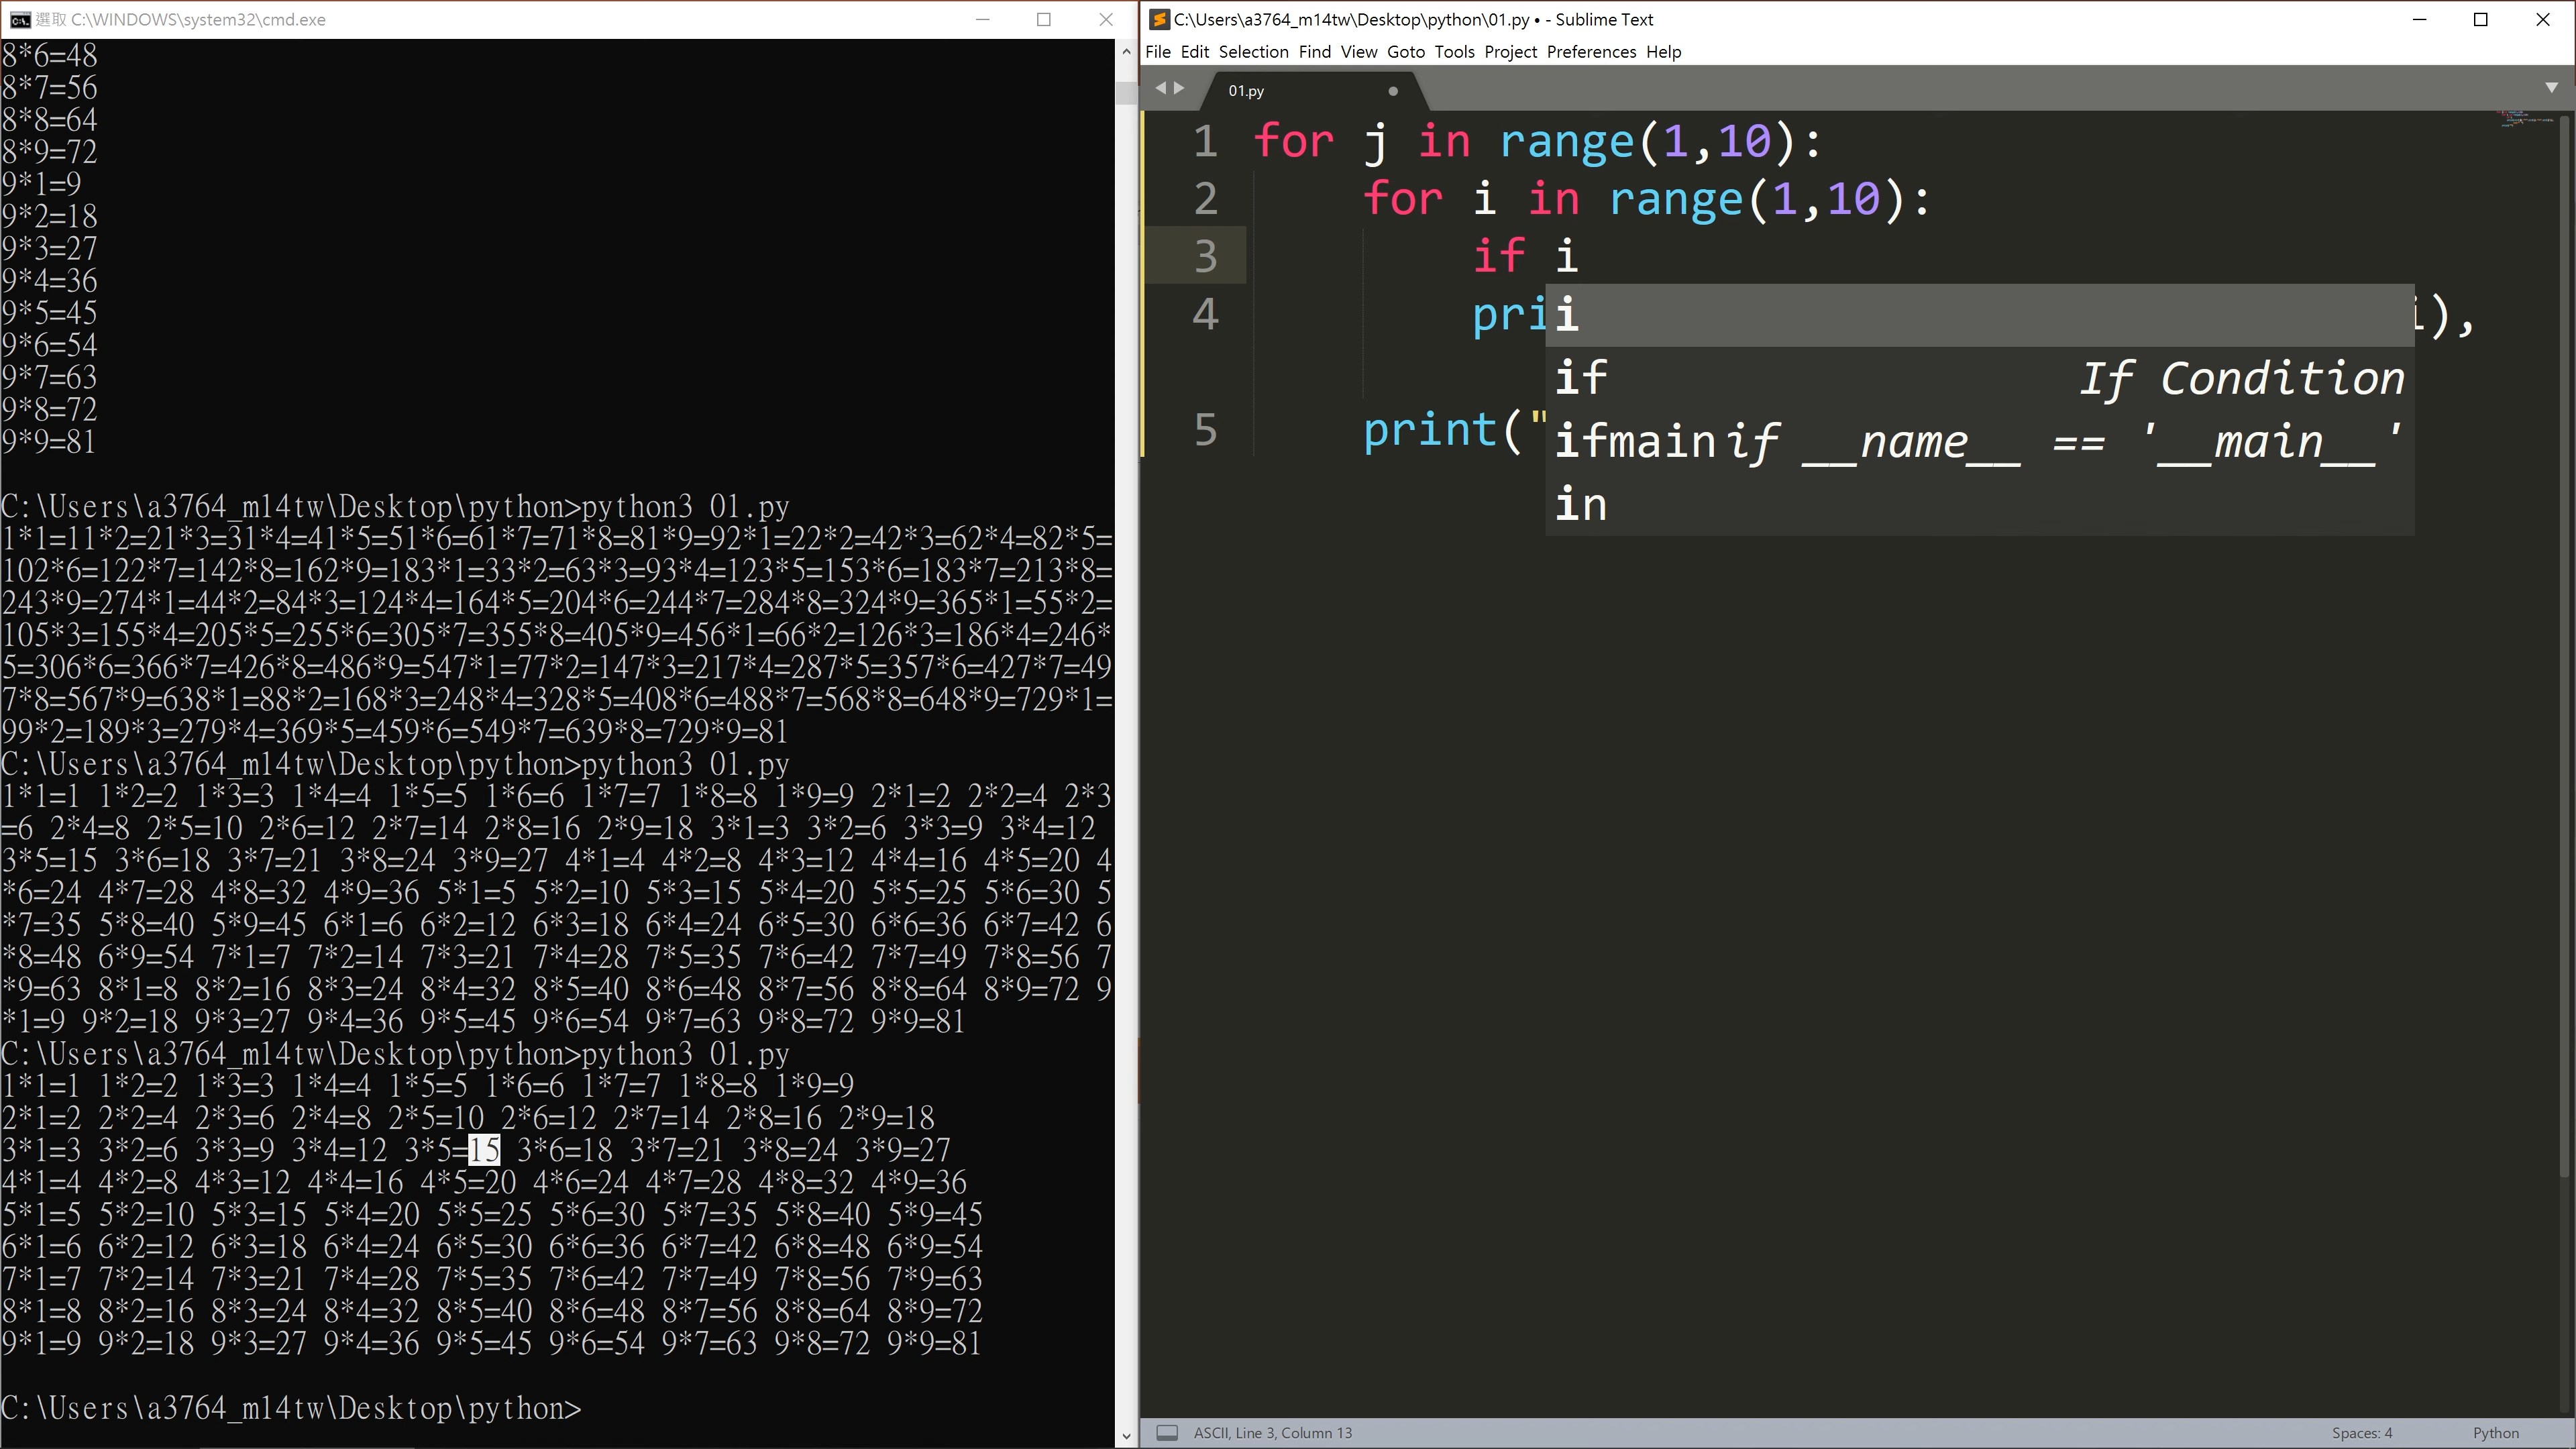 選取 C:\WINDOWS\system32\cmd.exe
8*6=48
8*7=56
8*8=64
8*9=72
9*1=9
9*2=18
9*3=27
9*4=36
9*5=45
9*6=54
9*7=63
9*8=72
9*9=81
C:\Users\a3764_m14tw\Desktop\python>python3 01.py
1*1=11*2=21*3=31*4=41*5=51*6=61*7=71*8=81*9=92*1=22*2=42*3=62*4=82*5=
102*6=122*7=142*8=162*9=183*1=33*2=63*3=93*4=123*5=153*6=183*7=213*8=
243*9=274*1=44*2=84*3=124*4=164*5=204*6=244*7=284*8=324*9=365*1=55*2=
105*3=155*4=205*5=255*6=305*7=355*8=405*9=456*1=66*2=126*3=186*4=246*
5=306*6=366*7=426*8=486*9=547*1=77*2=147*3=217*4=287*5=357*6=427*7=49
7*8=567*9=638*1=88*2=168*3=248*4=328*5=408*6=488*7=568*8=648*9=729*1=
99*2=189*3=279*4=369*5=459*6=549*7=639*8=729*9=81
C:\Users\a3764_m14tw\Desktop\python>python3 01.py
1*1=1 1*2=2 1*3=3 1*4=4 1*5=5 1*6=6 1*7=7 1*8=8 1*9=9 2*1=2 2*2=4 2*3
=6 2*4=8 2*5=10 2*6=12 2*7=14 2*8=16 2*9=18 3*1=3 3*2=6 3*3=9 3*4=12
3*5=15 3*6=18 3*7=21 3*8=24 3*9=27 4*1=4 4*2=8 4*3=12 4*4=16 4*5=20 4
*6=24 4*7=28 4*8=32 4*9=36 5*1=5 5*2=10 5*3=15 5*4=20 5*5=25 5*6=30 5
*7=35 5*8=40 5*9=45 6*1=6 6*2=12 6*3=18 6*4=24 6*5=30 6*6=36 6*7=42 6
*8=48 6*9=54 7*1=7 7*2=14 7*3=21 7*4=28 7*5=35 7*6=42 7*7=49 7*8=56 7
*9=63 8*1=8 8*2=16 8*3=24 8*4=32 8*5=40 8*6=48 8*7=56 8*8=64 8*9=72 9
*1=9 9*2=18 9*3=27 9*4=36 9*5=45 9*6=54 9*7=63 9*8=72 9*9=81
C:\Users\a3764_m14tw\Desktop\python>python3 01.py
1*1=1 1*2=2 1*3=3 1*4=4 1*5=5 1*6=6 1*7=7 1*8=8 1*9=9
2*1=2 2*2=4 2*3=6 2*4=8 2*5=10 2*6=12 2*7=14 2*8=16 2*9=18
3*1=3 3*2=6 3*3=9 3*4=12 3*5=15 3*6=18 3*7=21 3*8=24 3*9=27
4*1=4 4*2=8 4*3=12 4*4=16 4*5=20 4*6=24 4*7=28 4*8=32 4*9=36
5*1=5 5*2=10 5*3=15 5*4=20 5*5=25 5*6=30 5*7=35 5*8=40 5*9=45
6*1=6 6*2=12 6*3=18 6*4=24 6*5=30 6*6=36 6*7=42 6*8=48 6*9=54
7*1=7 7*2=14 7*3=21 7*4=28 7*5=35 7*6=42 7*7=49 7*8=56 7*9=63
8*1=8 8*2=16 8*3=24 8*4=32 8*5=40 8*6=48 8*7=56 8*8=64 8*9=72
9*1=9 9*2=18 9*3=27 9*4=36 9*5=45 9*6=54 9*7=63 9*8=72 9*9=81
C:\Users\a3764_m14tw\Desktop\python>
C:\Users\a3764_m14tw\Desktop\python\01.py • - Sublime Text
File Edit Selection Find View Goto Tools Project Preferences Help
01.py
1 for j in range(1,10):
2 for i in range(1,10):
3 if i
4 pri i),
5 print("
i
if If Condition
ifmain if __name__ == '__main__'
in
ASCII, Line 3, Column 13
Spaces: 4
Python